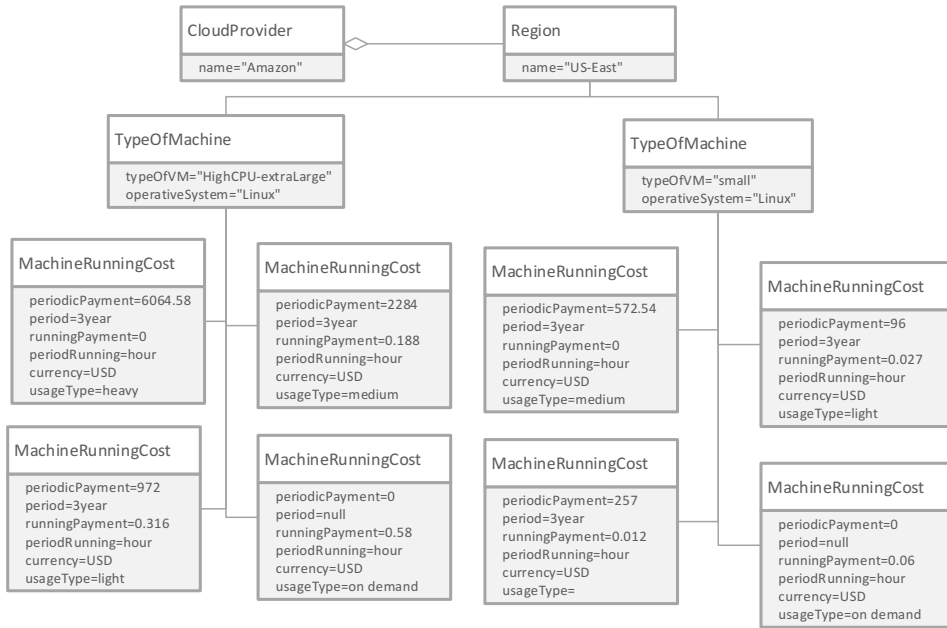 CloudProvider
name="Amazon"
Region
name="US-East"
TypeOfMachine
typeOfVM="HighCPU-extraLarge"
operativeSystem="Linux"
TypeOfMachine
typeOfVM="small"
operativeSystem="Linux"
MachineRunningCost
periodicPayment=6064.58
period=3year
runningPayment=0
periodRunning=hour
currency=USD
usageType=heavy
MachineRunningCost
periodicPayment=2284
period=3year
runningPayment=0.188
periodRunning=hour
currency=USD
usageType=medium
MachineRunningCost
periodicPayment=572.54
period=3year
runningPayment=0
periodRunning=hour
currency=USD
usageType=medium
MachineRunningCost
periodicPayment=96
period=3year
runningPayment=0.027
periodRunning=hour
currency=USD
usageType=light
MachineRunningCost
periodicPayment=972
period=3year
runningPayment=0.316
periodRunning=hour
currency=USD
usageType=light
MachineRunningCost
periodicPayment=0
period=null
runningPayment=0.58
periodRunning=hour
currency=USD
usageType=on demand
MachineRunningCost
periodicPayment=257
period=3year
runningPayment=0.012
periodRunning=hour
currency=USD
usageType=
MachineRunningCost
periodicPayment=0
period=null
runningPayment=0.06
periodRunning=hour
currency=USD
usageType=on demand